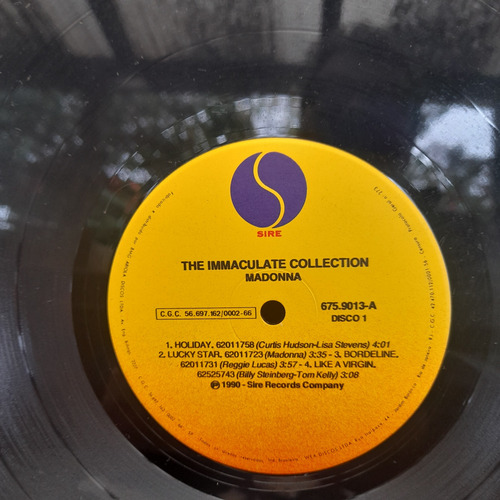 SIRE
THE IMMACULATE COLLECTION
MADONNA
C.G.C. 56.697.162/0002-66
675.9013-A
DISCO 1
1. HOLIDAY. 62011758 (Curtis Hudson-Lisa Stevens) 4:01
2. LUCKY STAR. 62011723 (Madonna) 3:35 - 3. BORDELINE.
62011731 (Reggie Lucas) 3:57 - 4. LIKE A VIRGIN.
62525743 (Billy Steinberg-Tom Kelly) 3:08
℗ 1990 - Sire Records Company